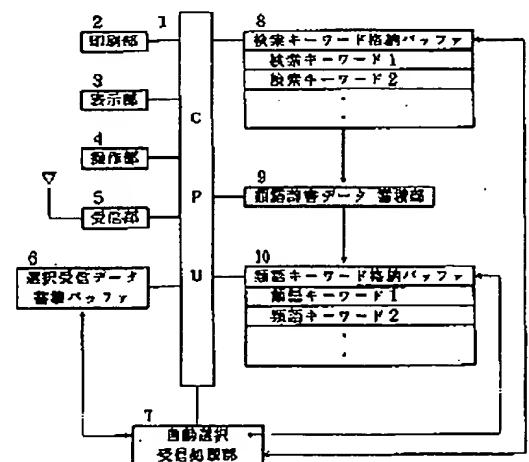 2
印刷部
3
表示部
4
操作部
5
受信部
6
選択受信データ
蓄積バッファ
1
C
P
U
8
検索キーワード格納バッファ
検索キーワード1
検索キーワード2
9
類語辞書データ 蓄積部
10
類語キーワード格納バッファ
類語キーワード1
類語キーワード2
7
自動選択
受信処理部